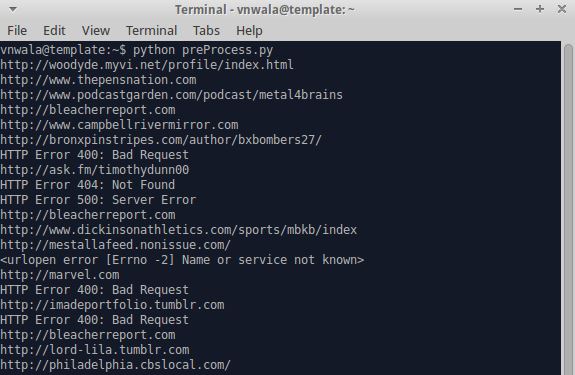 Terminal - vnwala@template: ~
File Edit View Terminal Tabs Help
vnwala@template:~$ python preProcess.py
http://woodyde.myvi.net/profile/index.html
http://www.thepensnation.com
http://www.podcastgarden.com/podcast/metal4brains
http://bleacherreport.com
http://www.campbellrivermirror.com
http://bronxpinstripes.com/author/bxbombers27/
HTTP Error 400: Bad Request
http://ask.fm/timothydunn00
HTTP Error 404: Not Found
HTTP Error 500: Server Error
http://bleacherreport.com
http://www.dickinsonathletics.com/sports/mbkb/index
http://mestallafeed.nonissue.com/
<urlopen error [Errno -2] Name or service not known>
http://marvel.com
HTTP Error 400: Bad Request
http://imadeportfolio.tumblr.com
HTTP Error 400: Bad Request
http://bleacherreport.com
http://lord-lila.tumblr.com
http://philadelphia.cbslocal.com/